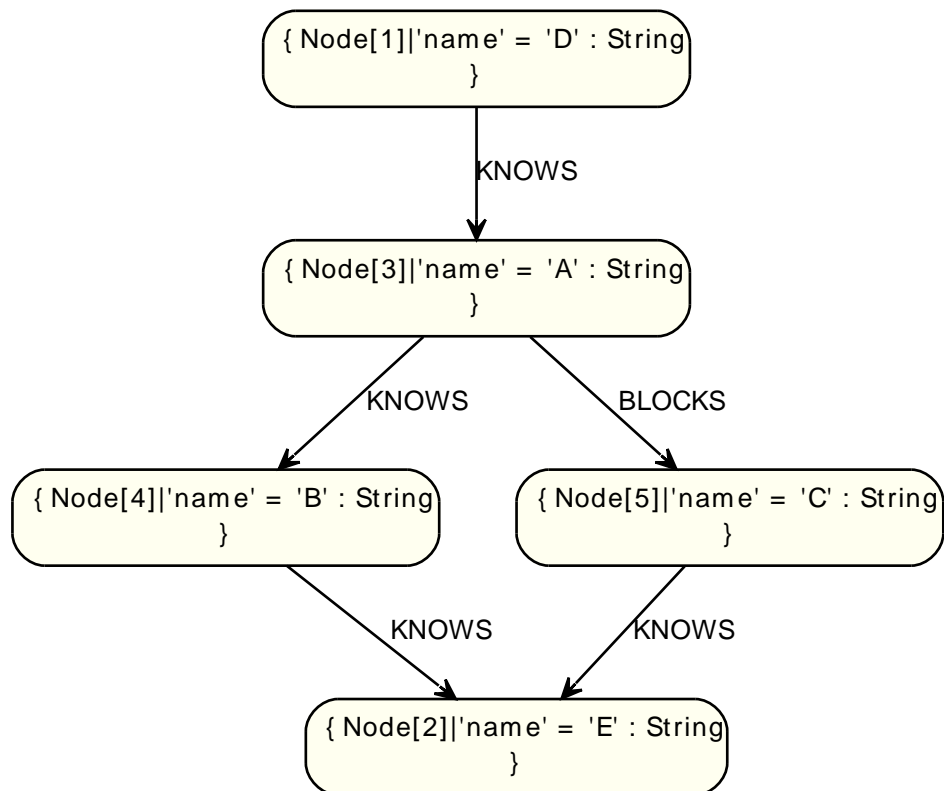 { Node[1]|'name' = 'D' : String
}
KNOWS
{ Node[3]|'name' = 'A' : String
}
KNOWS
BLOCKS
{ Node[4]|'name' = 'B' : String
}
{ Node[5]|'name' = 'C' : String
}
KNOWS
KNOWS
{ Node[2]|'name' = 'E' : String
}